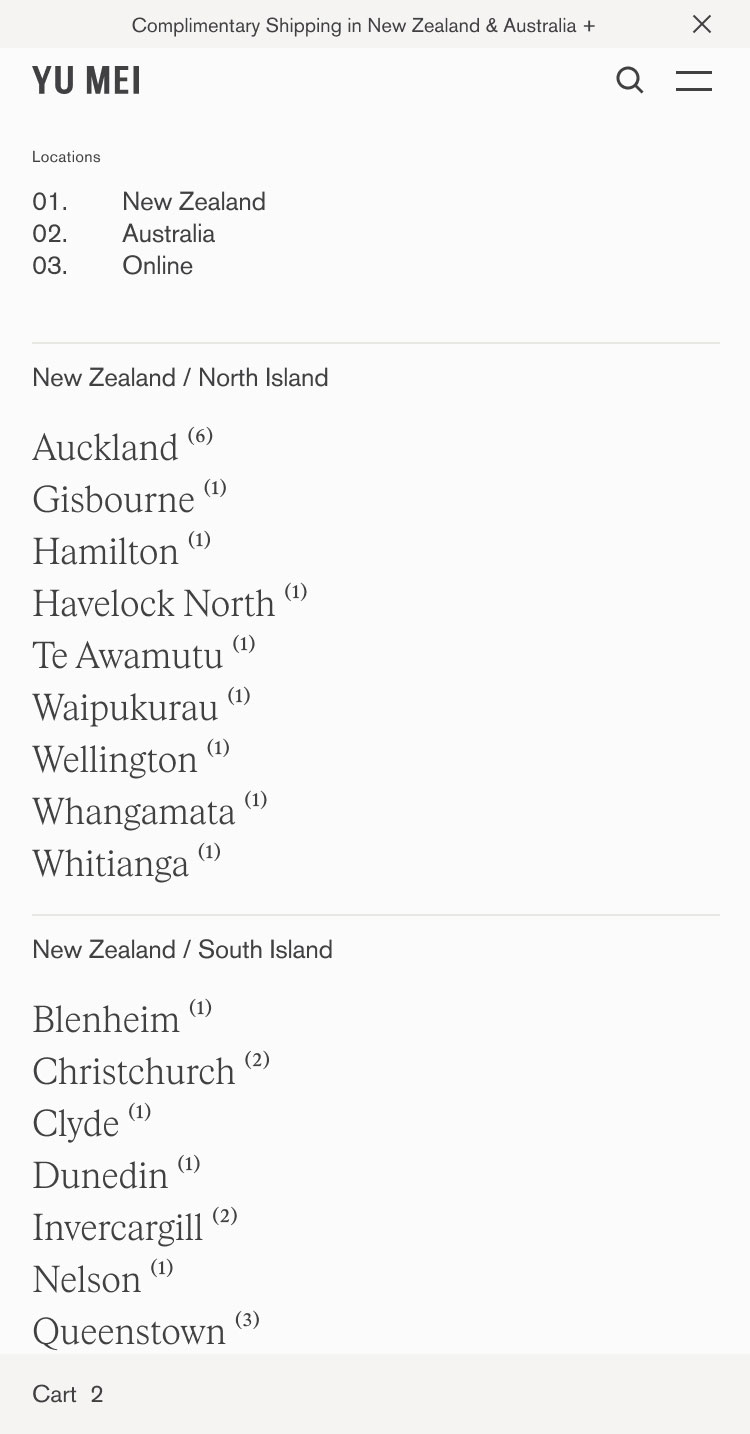 Complimentary Shipping in New Zealand & Australia +
YU MEI
Locations
01. New Zealand
02. Australia
03. Online
New Zealand / North Island
Auckland (6)
Gisbourne (1)
Hamilton (1)
Havelock North (1)
Te Awamutu (1)
Waipukurau (1)
Wellington (1)
Whangamata (1)
Whitianga (1)
New Zealand / South Island
Blenheim (1)
Christchurch (2)
Clyde (1)
Dunedin (1)
Invercargill (2)
Nelson (1)
Queenstown (3)
Cart 2